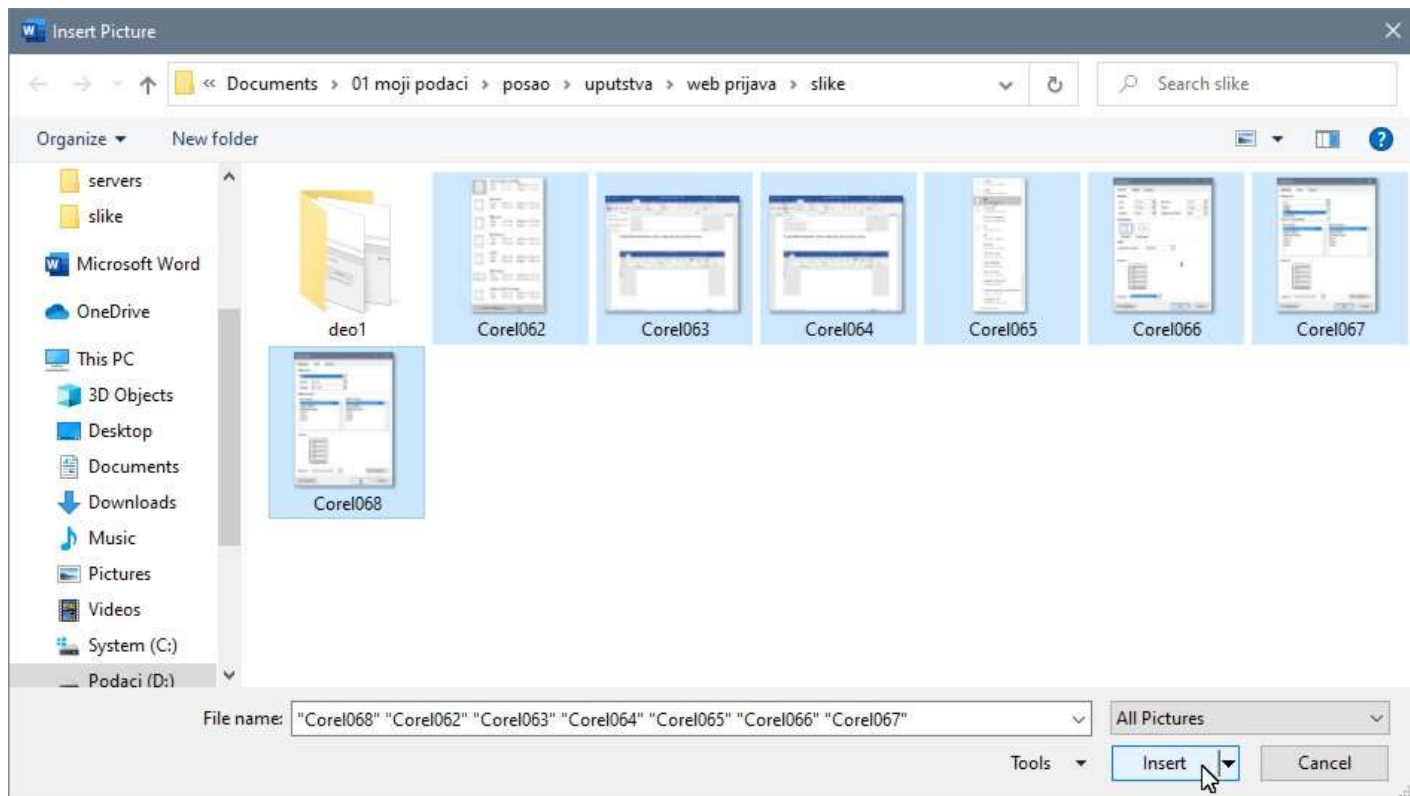 Insert Picture
« Documents › 01 moji podaci › posao › uputstva › web prijava › slike
Search slike
Organize
New folder
servers
slike
Microsoft Word
OneDrive
This PC
3D Objects
Desktop
Documents
Downloads
Music
Pictures
Videos
System (C:)
Podaci (D:)
deo1
Corel062
Corel063
Corel064
Corel065
Corel066
Corel067
Corel068
File name: "Corel068" "Corel062" "Corel063" "Corel064" "Corel065" "Corel066" "Corel067"
All Pictures
Tools
Insert
Cancel